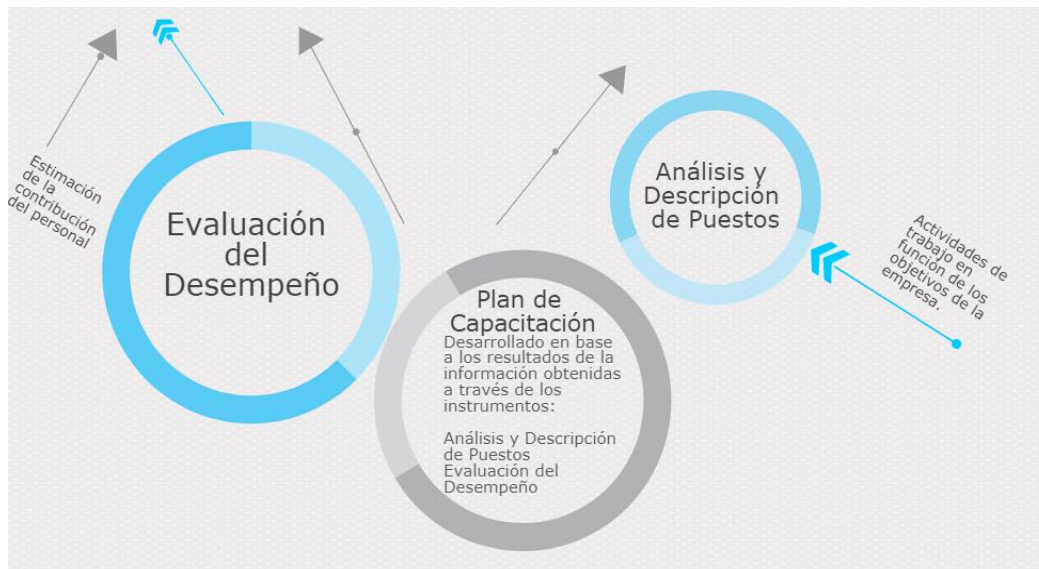 Estimación
de la
contribución
del personal
Evaluación
del
Desempeño
Plan de
Capacitación
Desarrollado en base
a los resultados de la
información obtenidas
a través de los
instrumentos:
Análisis y Descripción
de Puestos
Evaluación del
Desempeño
Análisis y
Descripción
de Puestos
Actividades de
trabajo en
función de los
objetivos de la
empresa.